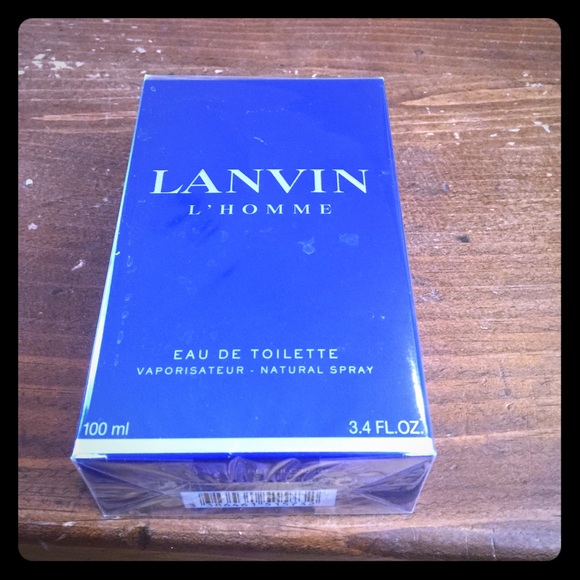 LANVIN
L'HOMME
EAU DE TOILETTE
VAPORISATEUR - NATURAL SPRAY
100 ml 3.4 FL.OZ.